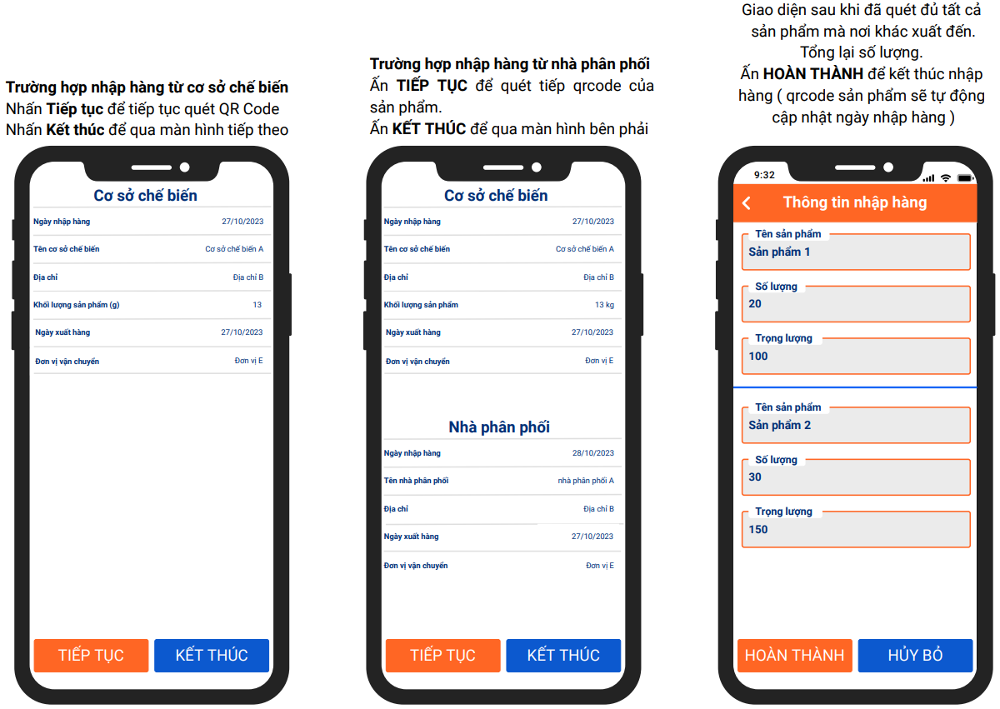 Trường hợp nhập hàng từ cơ sở chế biến
Nhấn Tiếp tục để tiếp tục quét QR Code
Nhấn Kết thúc để qua màn hình tiếp theo
Cơ sở chế biến
Ngày nhập hàng 27/10/2023
Tên cơ sở chế biến Cơ sở chế biến A
Địa chỉ Địa chỉ B
Khối lượng sản phẩm (g) 13
Ngày xuất hàng 27/10/2023
Đơn vị vận chuyển Đơn vị E
TIẾP TỤC KẾT THÚC
Trường hợp nhập hàng từ nhà phân phối
Ấn TIẾP TỤC để quét tiếp qrcode của
sản phẩm.
Ấn KẾT THÚC để qua màn hình bên phải
Cơ sở chế biến
Ngày nhập hàng 27/10/2023
Tên cơ sở chế biến Cơ sở chế biến A
Địa chỉ Địa chỉ B
Khối lượng sản phẩm 13 kg
Ngày xuất hàng 27/10/2023
Đơn vị vận chuyển Đơn vị E
Nhà phân phối
Ngày nhập hàng 28/10/2023
Tên nhà phân phối nhà phân phối A
Địa chỉ Địa chỉ B
Ngày xuất hàng 27/10/2023
Đơn vị vận chuyển Đơn vị E
TIẾP TỤC KẾT THÚC
Giao diện sau khi đã quét đủ tất cả
sản phẩm mà nơi khác xuất đến.
Tổng lại số lượng.
Ấn HOÀN THÀNH để kết thúc nhập
hàng ( qrcode sản phẩm sẽ tự động
cập nhật ngày nhập hàng )
9:32
Thông tin nhập hàng
Tên sản phẩm
Sản phẩm 1
Số lượng
20
Trọng lượng
100
Tên sản phẩm
Sản phẩm 2
Số lượng
30
Trọng lượng
150
HOÀN THÀNH HỦY BỎ